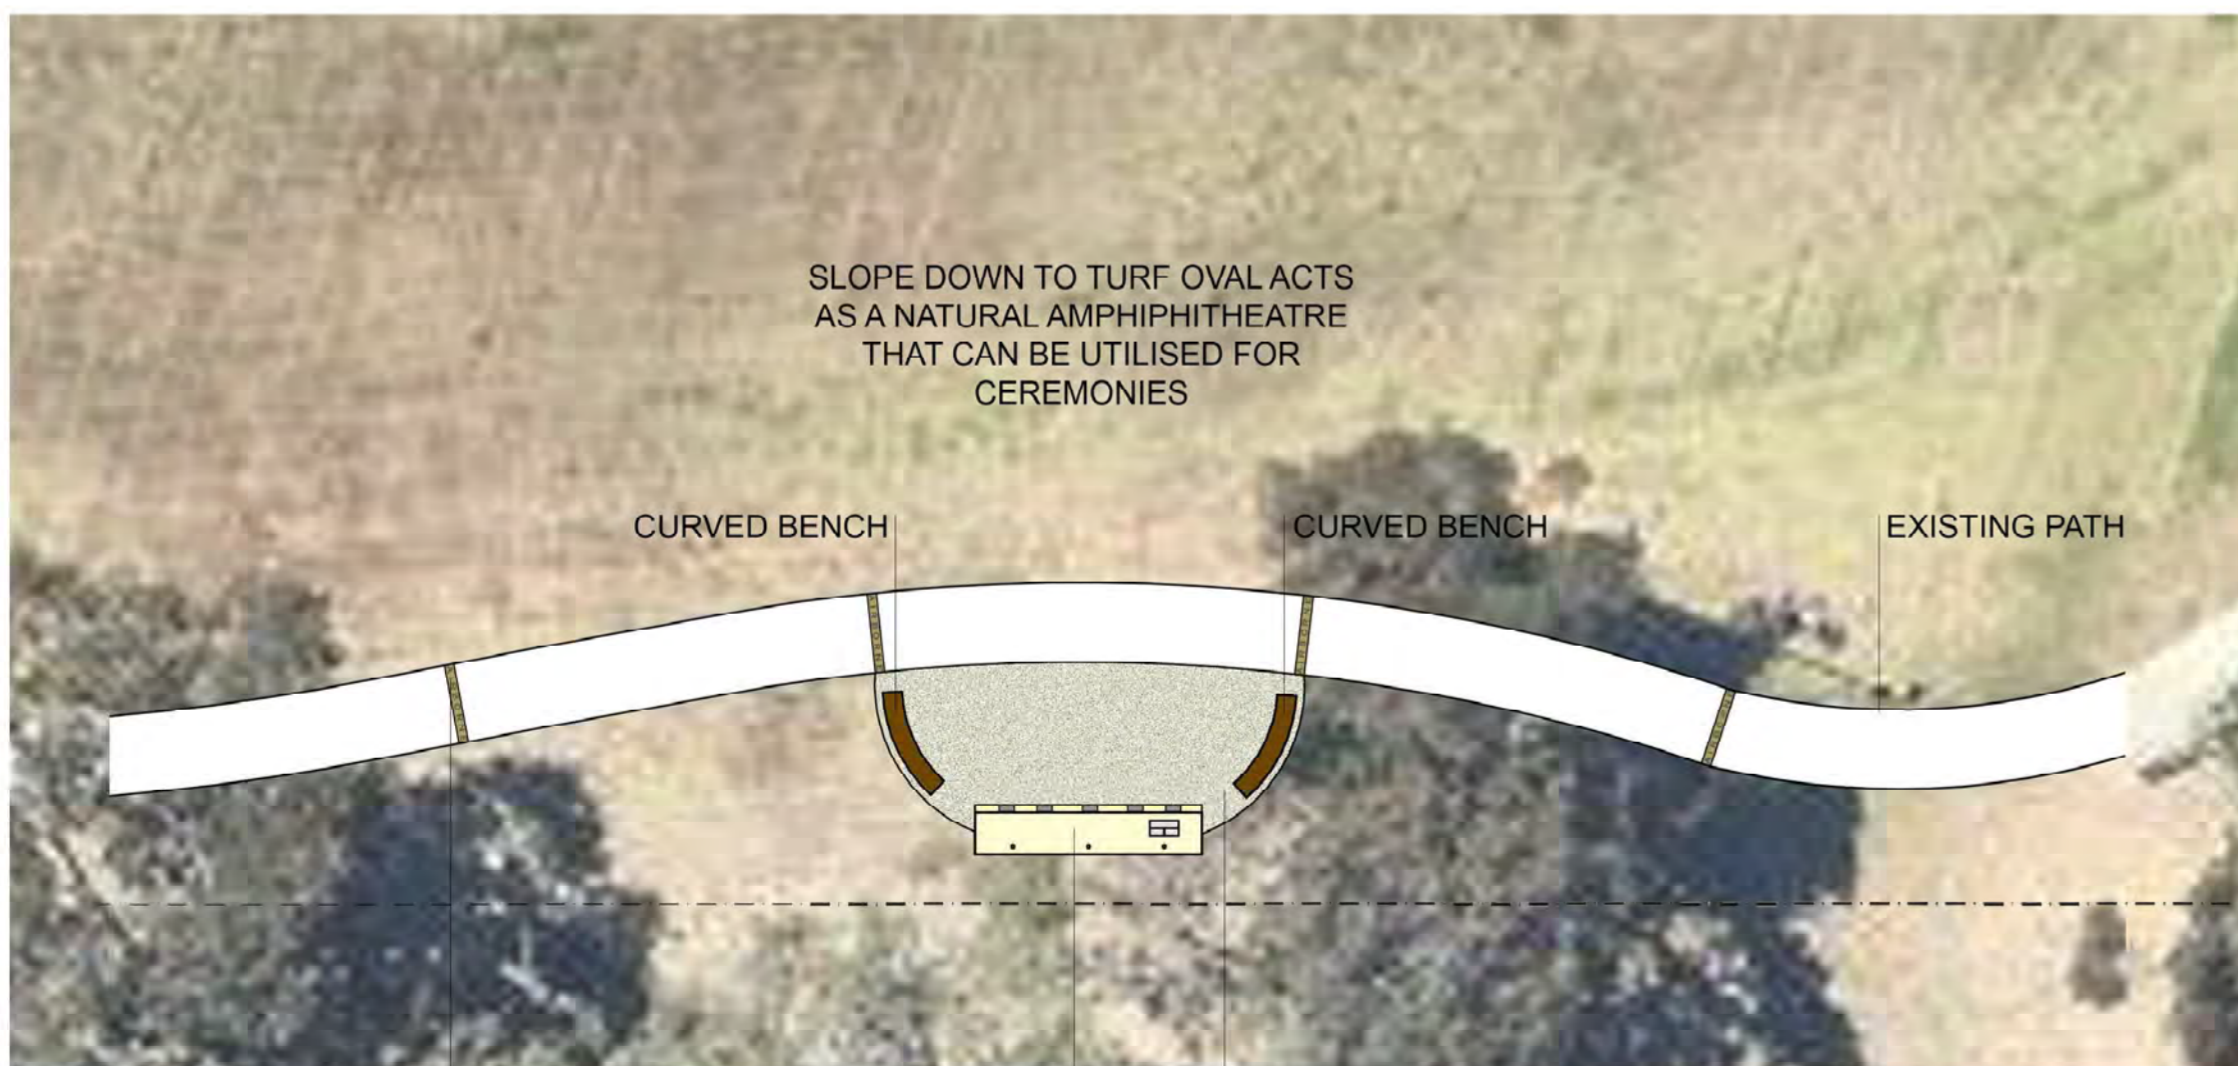 SLOPE DOWN TO TURF OVAL ACTS
AS A NATURAL AMPHIPHITHEATRE
THAT CAN BE UTILISED FOR
CEREMONIES
CURVED BENCH
CURVED BENCH
EXISTING PATH